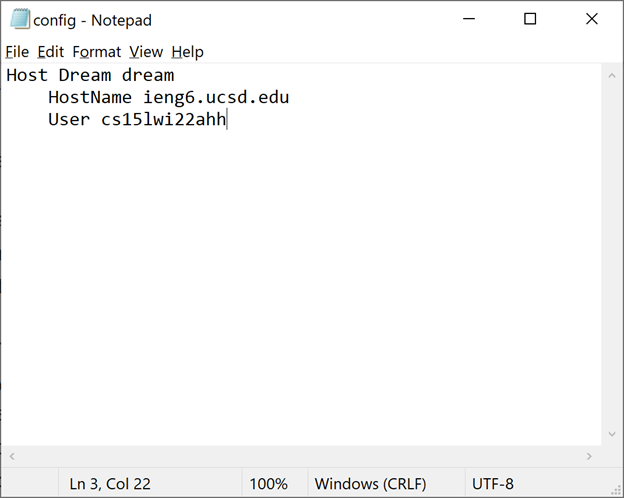 config - Notepad
File Edit Format View Help
Host Dream dream
    HostName ieng6.ucsd.edu
    User cs15lwi22ahh
Ln 3, Col 22 100% Windows (CRLF) UTF-8